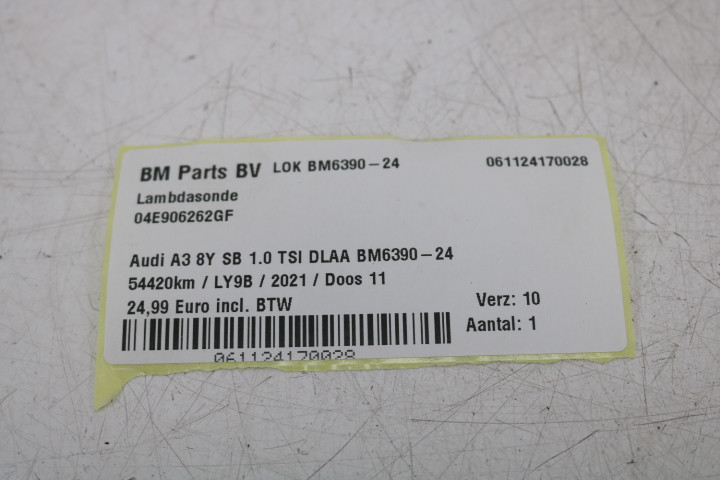 BM Parts BV LOK BM6390-24 061124170028
Lambdasonde
04E906262GF
Audi A3 8Y SB 1.0 TSI DLAA BM6390-24
54420km / LY9B / 2021 / Doos 11
24,99 Euro incl. BTW
Verz: 10
Aantal: 1
061124170028